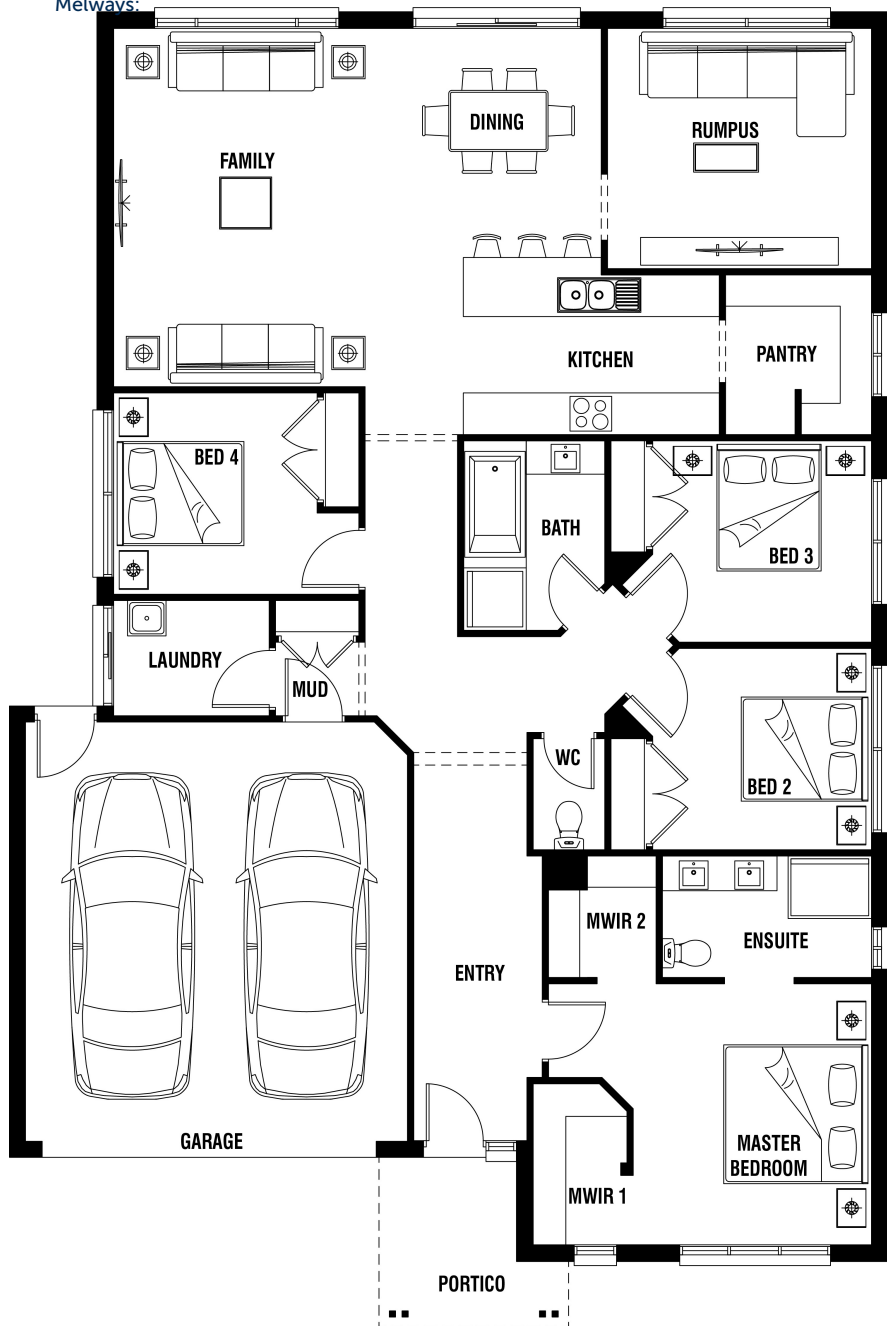 Melways:
DINING
RUMPUS
FAMILY
KITCHEN
PANTRY
BED 4
BATH
BED 3
LAUNDRY
MUD
WC
BED 2
MWIR 2
ENSUITE
ENTRY
GARAGE
MASTER
BEDROOM
MWIR 1
PORTICO